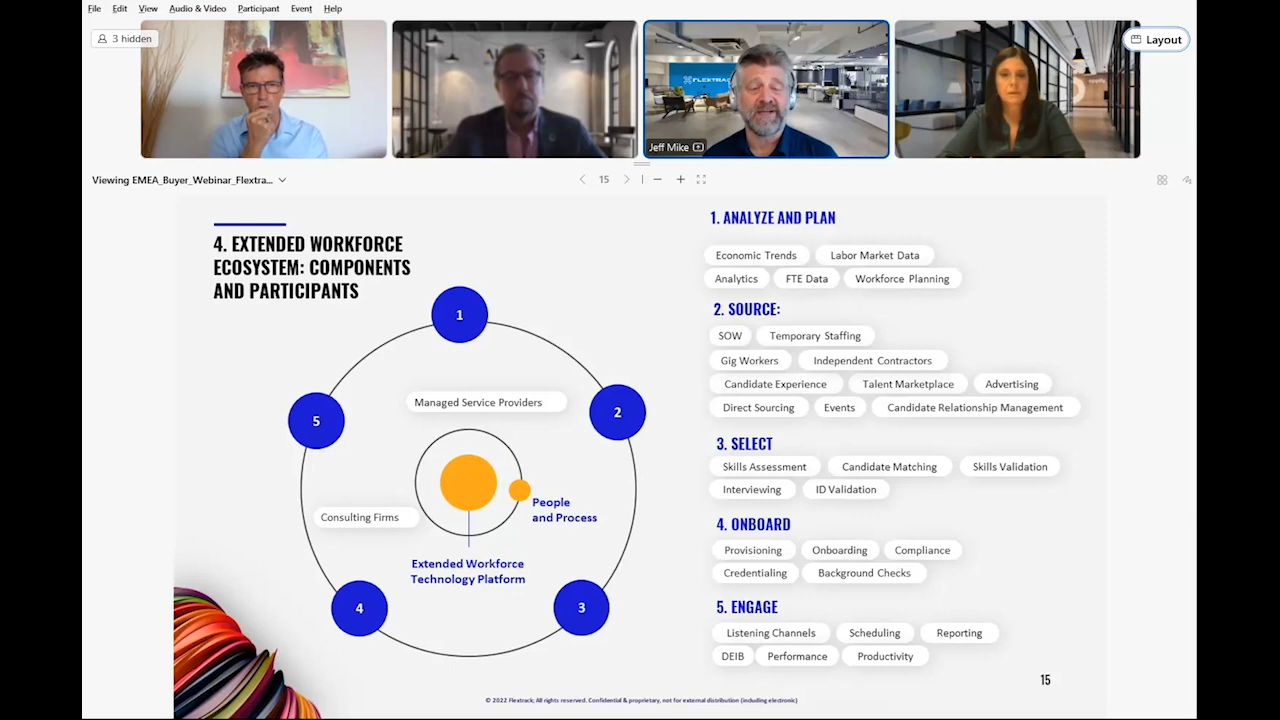 File Edit View Audio & Video Participant Event Help
3 hidden
Layout
FLEXTRAC
Jeff Mike
Viewing EMEA_Buyer_Webinar_Flextra...
15
4. EXTENDED WORKFORCE
ECOSYSTEM: COMPONENTS
AND PARTICIPANTS
1
2
3
4
5
Managed Service Providers
Consulting Firms
People
and Process
Extended Workforce
Technology Platform
1. ANALYZE AND PLAN
Economic Trends Labor Market Data
Analytics FTE Data Workforce Planning
2. SOURCE:
SOW Temporary Staffing
Gig Workers Independent Contractors
Candidate Experience Talent Marketplace Advertising
Direct Sourcing Events Candidate Relationship Management
3. SELECT
Skills Assessment Candidate Matching Skills Validation
Interviewing ID Validation
4. ONBOARD
Provisioning Onboarding Compliance
Credentialing Background Checks
5. ENGAGE
Listening Channels Scheduling Reporting
DEIB Performance Productivity
15
© 2022 Flextrack; All rights reserved. Confidential & proprietary, not for external distribution (including electronic)